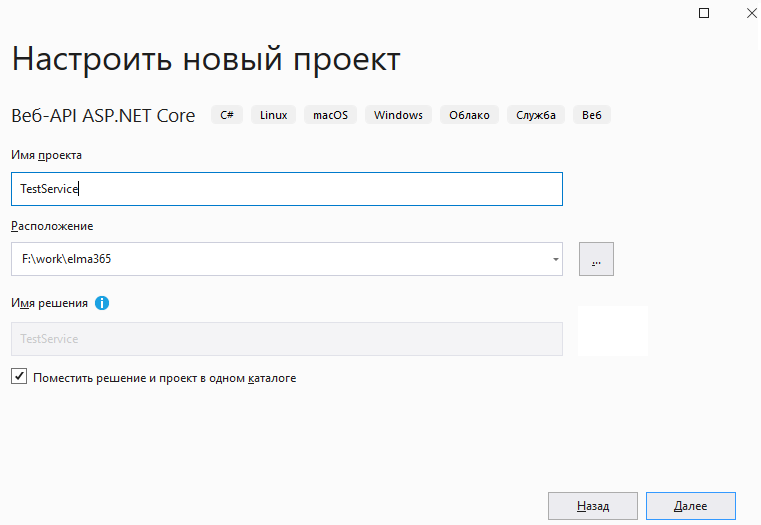 Настроить новый проект
Веб-API ASP.NET Core C# Linux macOS Windows Облако Служба Веб
Имя проекта
TestService
Расположение
F:\work\elma365
...
Имя решения
TestService
Поместить решение и проект в одном каталоге
Назад Далее